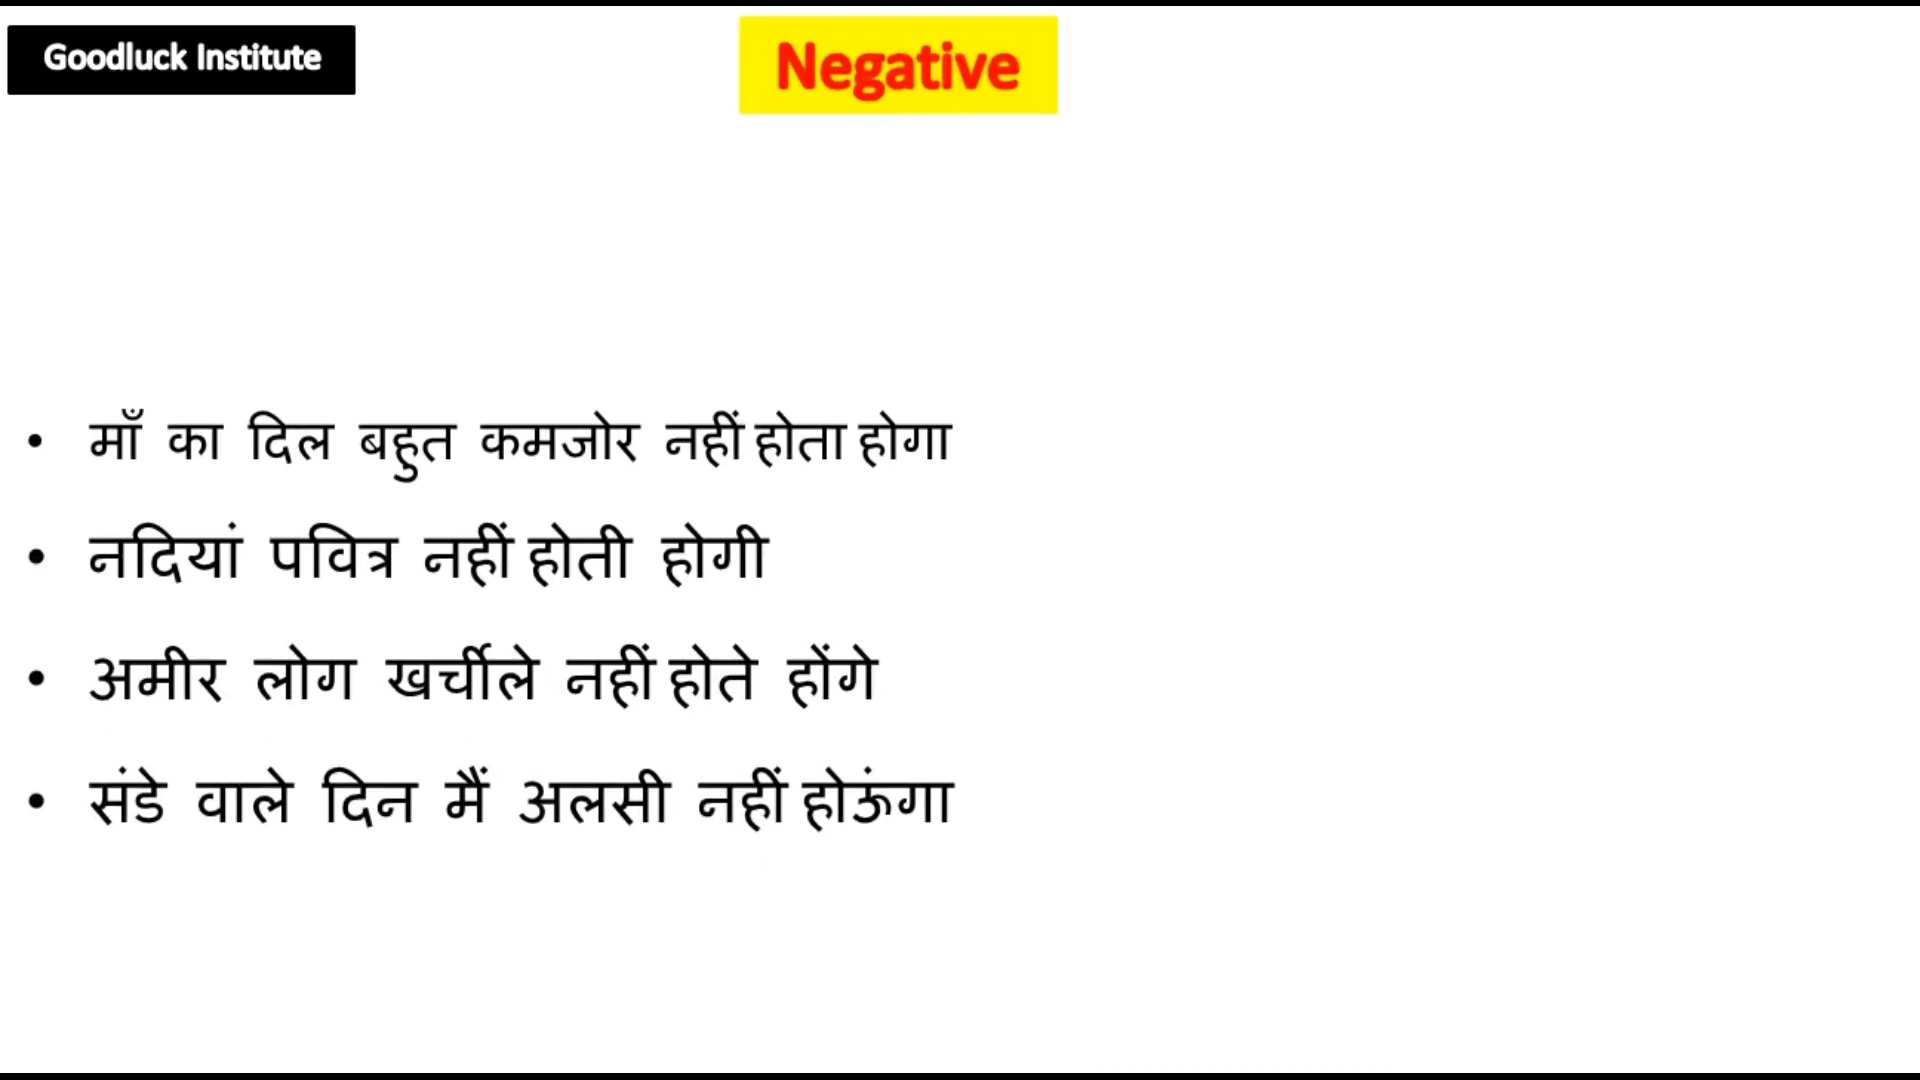 Goodluck Institute
Negative
• माँ का दिल बहुत कमजोर नहीं होता होगा
• नदियां पवित्र नहीं होती होगी
• अमीर लोग खर्चीले नहीं होते होंगे
• संडे वाले दिन मैं अलसी नहीं होऊंगा